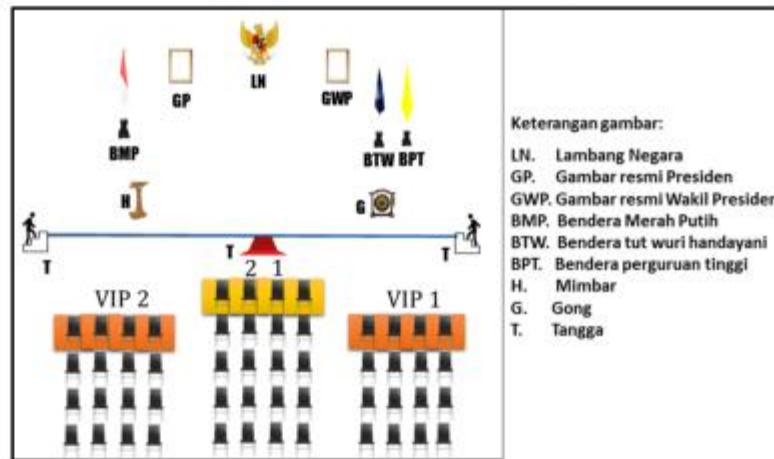 LN
GP
GWP
BMP
BTW BPT
H
G
T
T
T
2 1
VIP 2
VIP 1
Keterangan gambar:
LN. Lambang Negara
GP. Gambar resmi Presiden
GWP. Gambar resmi Wakil Presiden
BMP. Bendera Merah Putih
BTW. Bendera tut wuri handayani
BPT. Bendera perguruan tinggi
H. Mimbar
G. Gong
T. Tangga